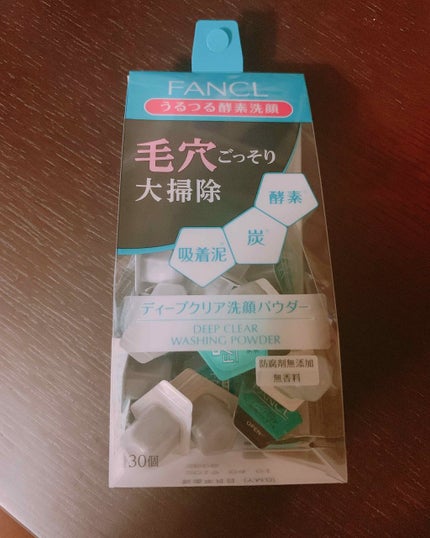 FANCL
うるつる酵素洗顔
毛穴ごっそり
大掃除
酵素
炭
吸着泥
ディープクリア洗顔パウダー
DEEP CLEAR
WASHING POWDER
防腐剤無添加
無香料
FANCL
OPEN
30個